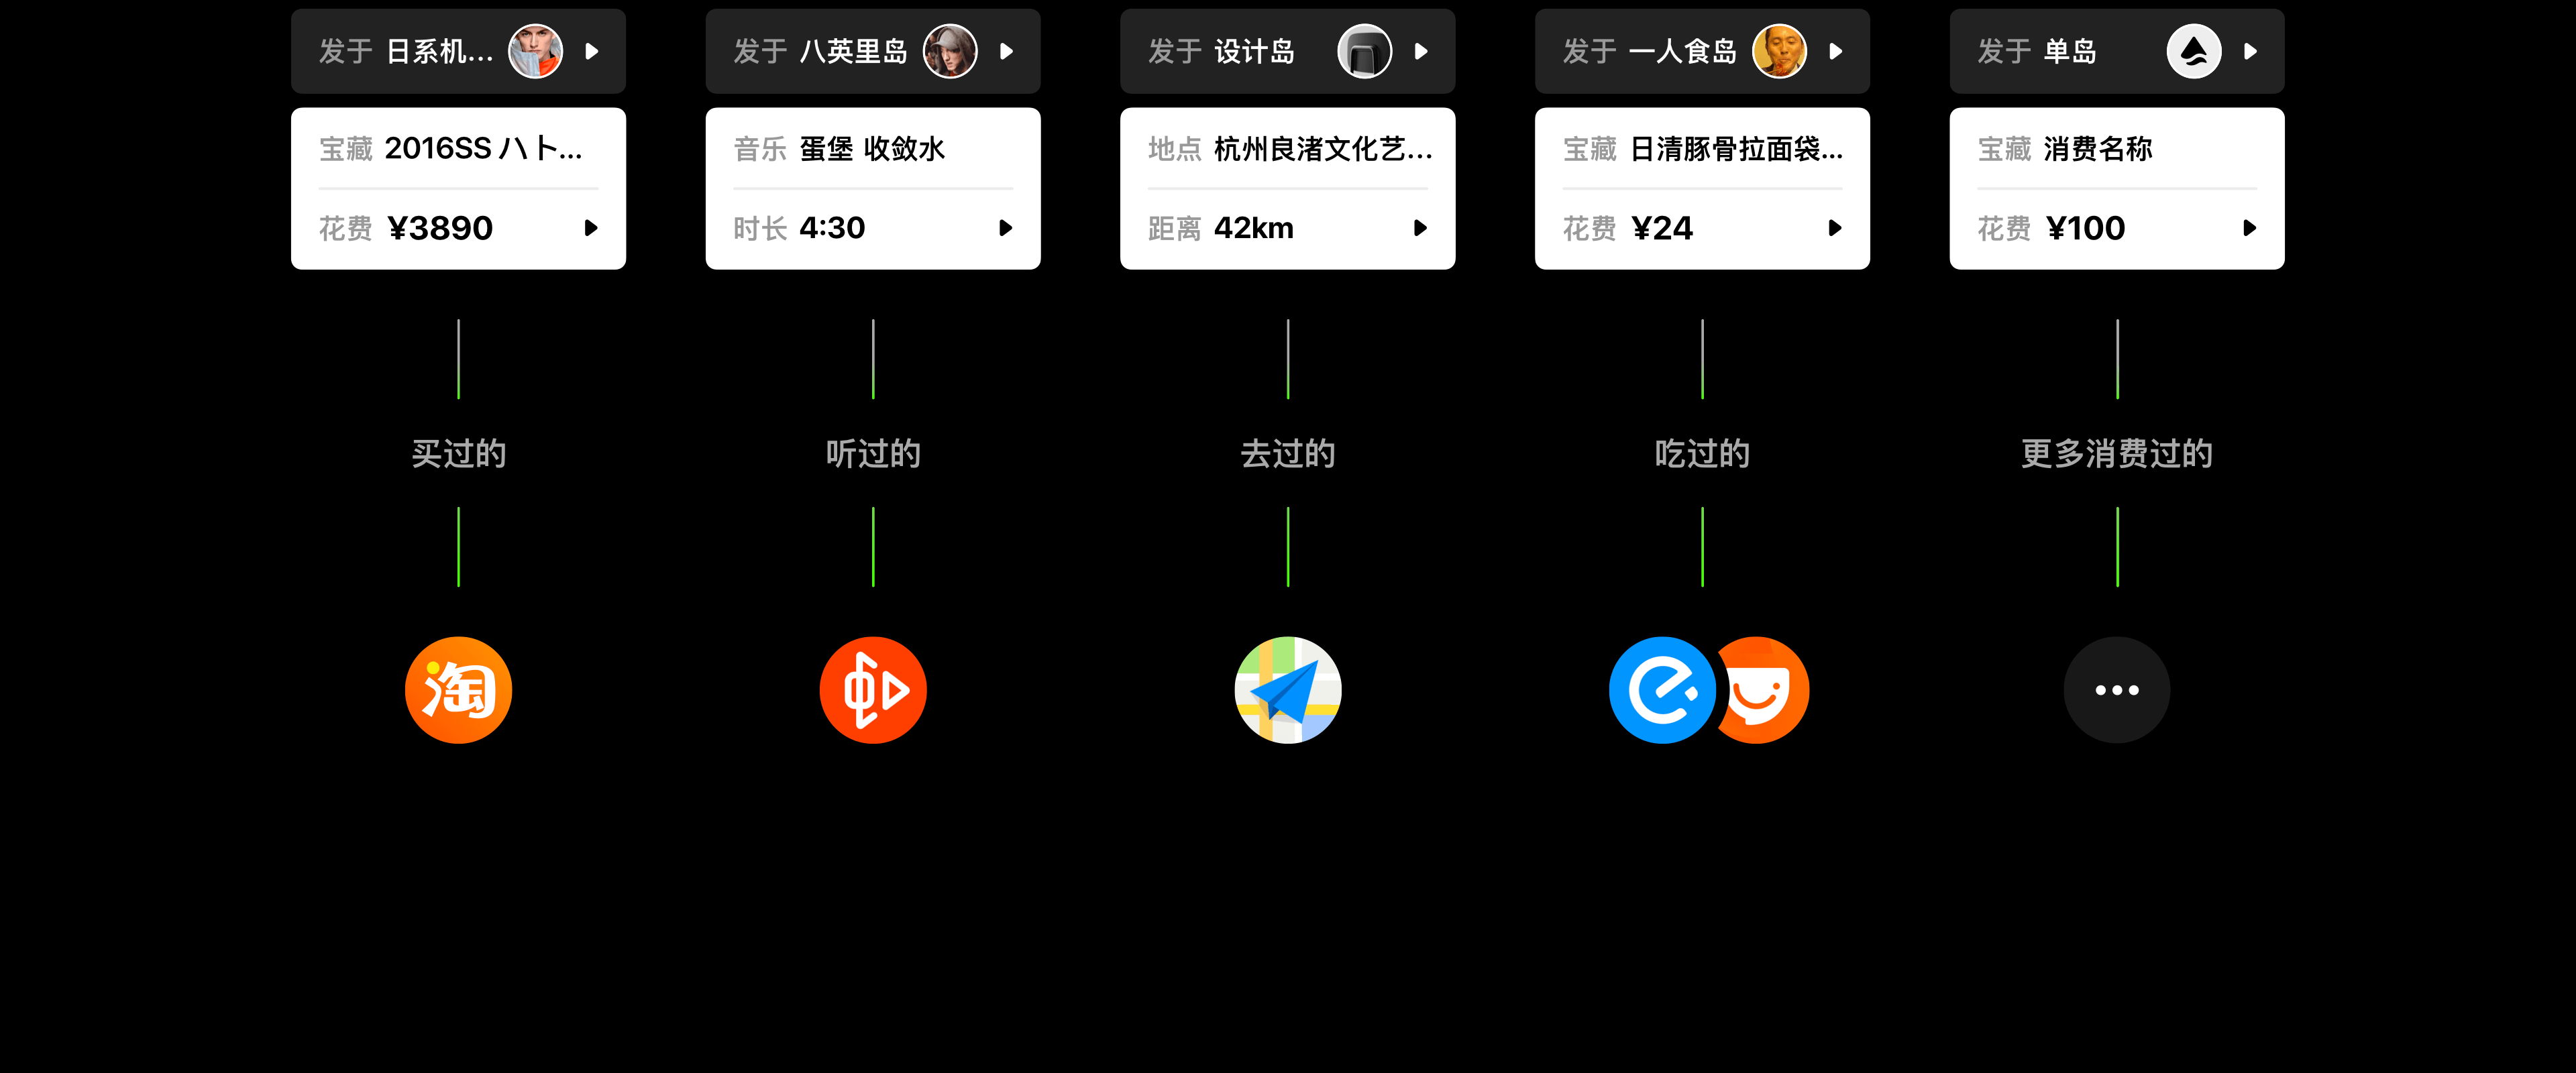 发于 日系机...
宝藏 2016SS ハト...
花费 ¥3890
买过的
淘
发于 八英里岛
音乐 蛋堡 收敛水
时长 4:30
听过的
发于 设计岛
地点 杭州良渚文化艺...
距离 42km
去过的
发于 一人食岛
宝藏 日清豚骨拉面袋...
花费 ¥24
吃过的
发于 单岛
宝藏 消费名称
花费 ¥100
更多消费过的